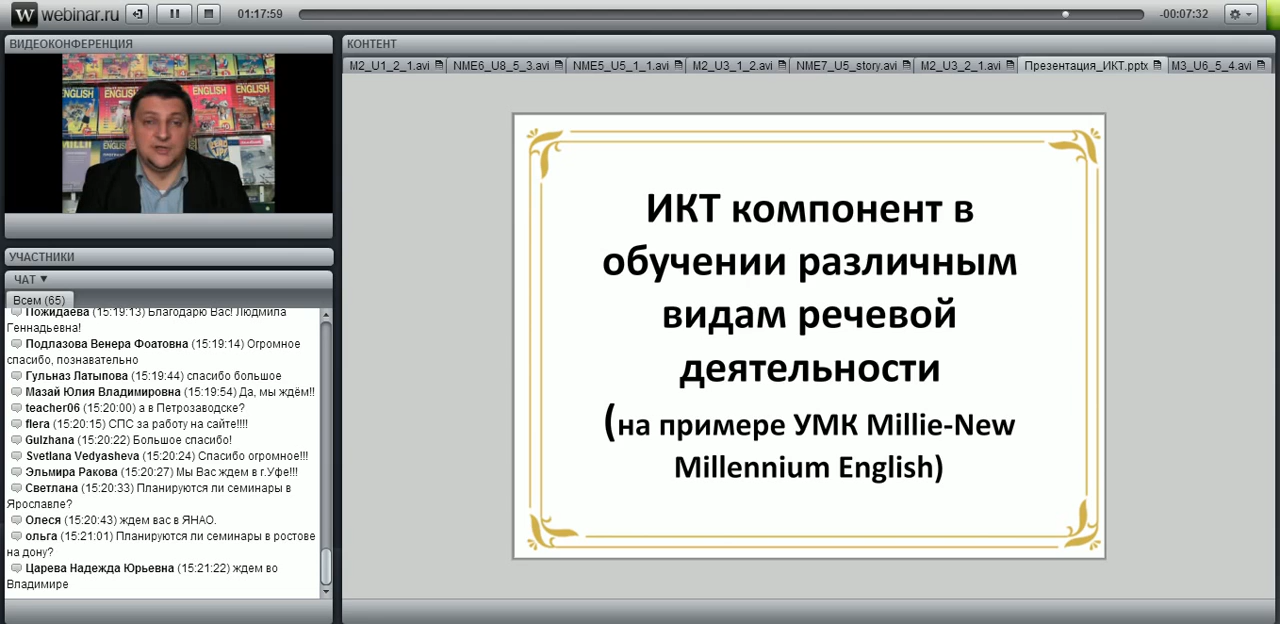 webinar.ru
01:17:59
-00:07:32
ВИДЕОКОНФЕРЕНЦИЯ
ENGLISH
ENGLISH
ENGLISH
УЧАСТНИКИ
ЧАТ
Всем (65)
Пожидаева (15:19:13) Благодарю Вас! Людмила
Геннадьевна!
Подлазова Венера Фоатовна (15:19:14) Огромное
спасибо, познавательно
Гульназ Латыпова (15:19:44) спасибо большое
Мазай Юлия Владимировна (15:19:54) Да, мы ждём!!
teacher06 (15:20:00) а в Петрозаводске?
flera (15:20:15) СПС за работу на сайте!!!!
Gulzhana (15:20:22) Большое спасибо!
Svetlana Vedyasheva (15:20:24) Спасибо огромное!!!
Эльмира Ракова (15:20:27) Мы Вас ждем в г.Уфе!!!
Светлана (15:20:33) Планируются ли семинары в
Ярославле?
Олеся (15:20:43) ждем вас в ЯНАО.
ольга (15:21:01) Планируются ли семинары в ростове
на дону?
Царева Надежда Юрьевна (15:21:22) ждем во
Владимире
КОНТЕНТ
M2_U1_2_1.avi NME6_U8_5_3.avi NME5_U5_1_1.avi M2_U3_1_2.avi NME7_U5_story.avi M2_U3_2_1.avi Презентация_ИКТ.pptx M3_U6_5_4.avi
ИКТ компонент в
обучении различным
видам речевой
деятельности
(на примере УМК Millie-New
Millennium English)